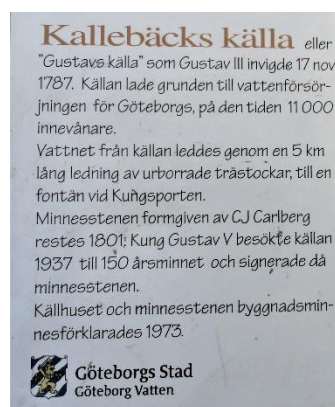 Kallebäcks källa eller
"Gustavs källa" som Gustav III invigde 17 nov
1787. Källan lade grunden till vattenförsör-
jningen för Göteborgs, på den tiden 11 000
innevånare.
Vattnet från källan leddes genom en 5 km
lång ledning av urborrade trästockar, till en
fontän vid Kungsporten.
Minnesstenen formgiven av CJ Carlberg
restes 1801; Kung Gustav V besökte källan
1937 till 150 årsminnet och signerade då
minnesstenen.
Källhuset och minnesstenen byggnadsmin-
nesförklarades 1973.
Göteborgs Stad
Göteborg Vatten